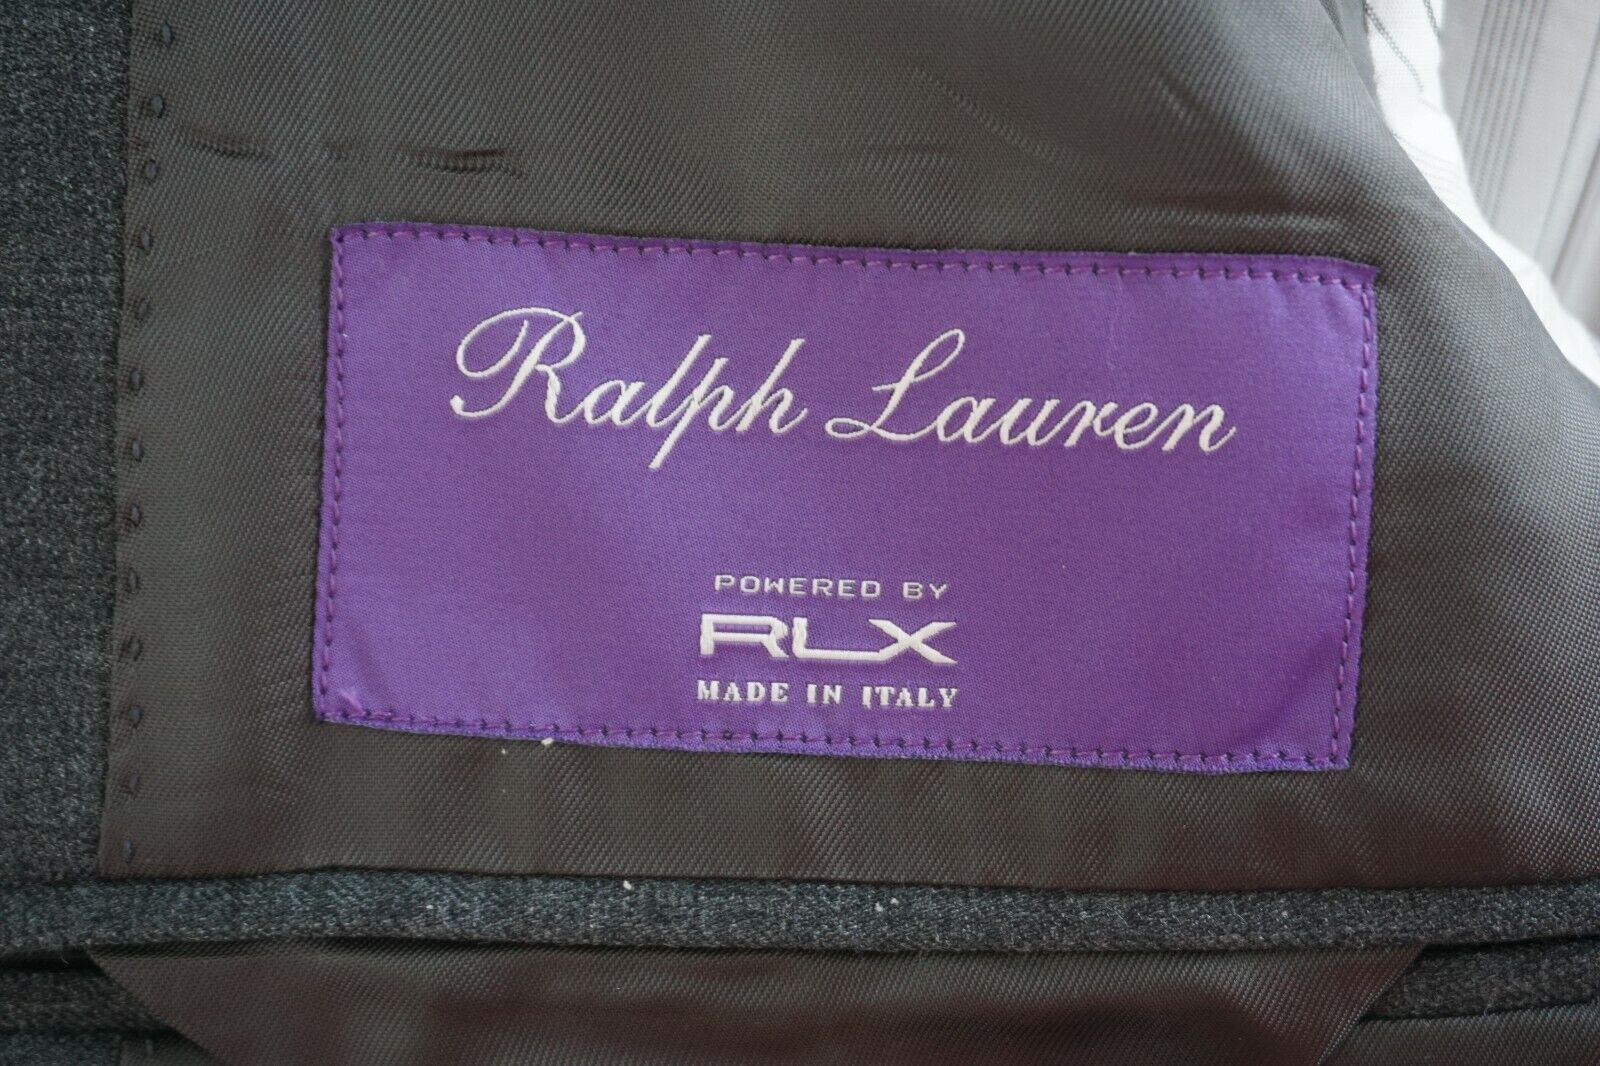 Ralph Lauren
POWERED BY
RLX
MADE IN ITALY